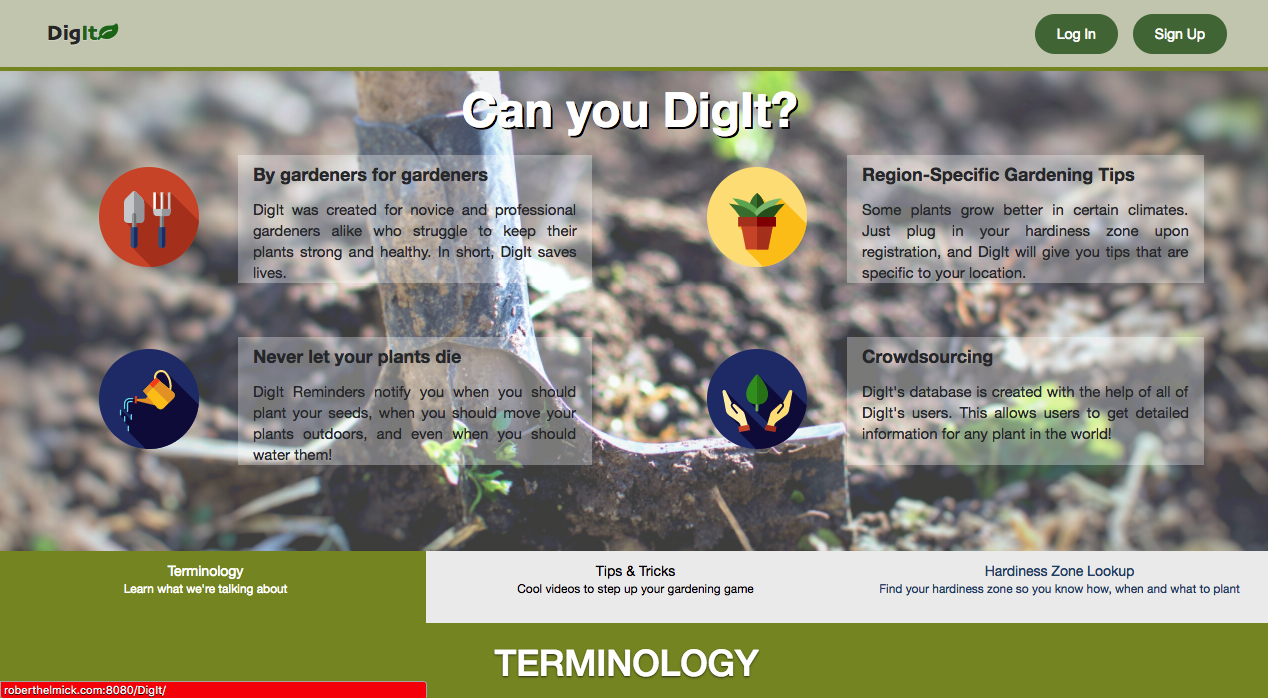 DigIt
Log In
Sign Up
Can you DigIt?
By gardeners for gardeners
DigIt was created for novice and professional
gardeners alike who struggle to keep their
plants strong and healthy. In short, DigIt saves
lives.
Region-Specific Gardening Tips
Some plants grow better in certain climates.
Just plug in your hardiness zone upon
registration, and DigIt will give you tips that are
specific to your location.
Never let your plants die
DigIt Reminders notify you when you should
plant your seeds, when you should move your
plants outdoors, and even when you should
water them!
Crowdsourcing
DigIt's database is created with the help of all of
DigIt's users. This allows users to get detailed
information for any plant in the world!
Terminology
Learn what we're talking about
Tips & Tricks
Cool videos to step up your gardening game
Hardiness Zone Lookup
Find your hardiness zone so you know how, when and what to plant
TERMINOLOGY
roberthelmick.com:8080/DigIt/